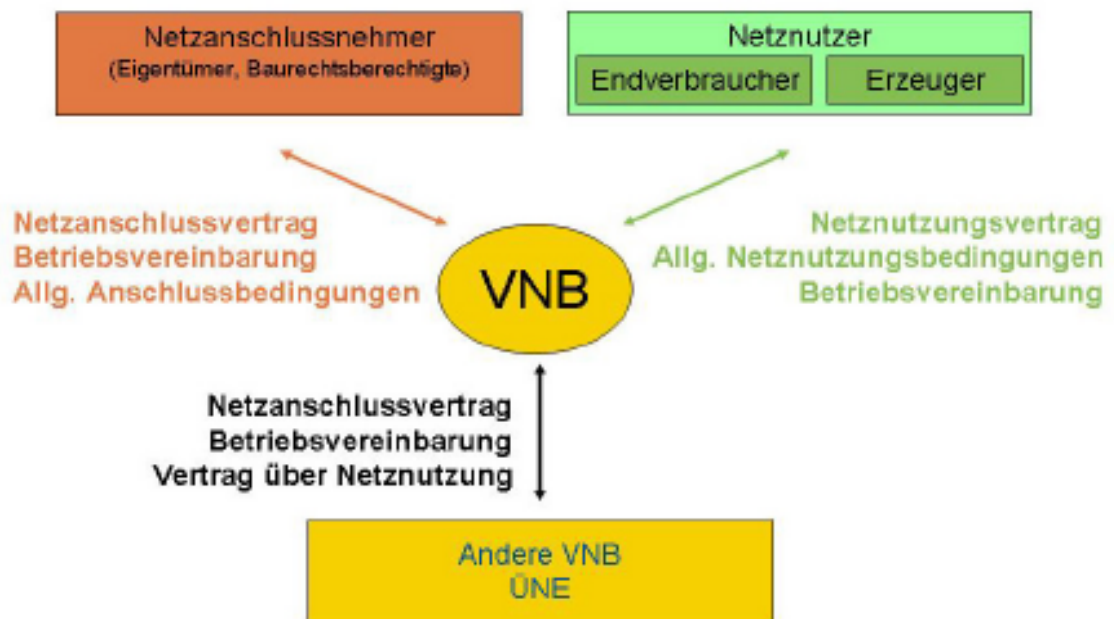 Netzanschlussnehmer
(Eigentümer, Baurechtsberechtigte)
Netznutzer
Endverbraucher
Erzeuger
Netzanschlussvertrag
Betriebsvereinbarung
Allg. Anschlussbedingungen
VNB
Netznutzungsvertrag
Allg. Netznutzungsbedingungen
Betriebsvereinbarung
Netzanschlussvertrag
Betriebsvereinbarung
Vertrag über Netznutzung
Andere VNB
ÜNE